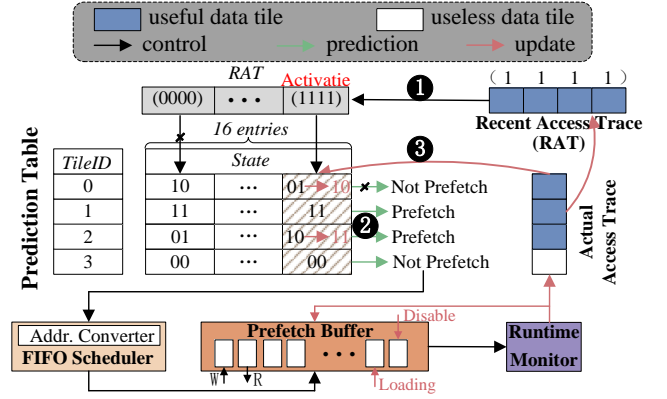 useful data tile useless data tile
control prediction update
RAT Activatie
(0000) • • • (1111)
❶
( 1 1 1 1 )
Recent Access Trace
(RAT)
16 entries
❸
Prediction Table
TileID
State
0 10 ••• 01 10 Not Prefetch
1 11 ••• 11 Prefetch
❷
2 01 ••• 10 11 Prefetch
3 00 ••• 00 Not Prefetch
Actual
Access Trace
Disable
Addr. Converter
FIFO Scheduler
Prefetch Buffer
• • •
W R
Loading
Runtime
Monitor